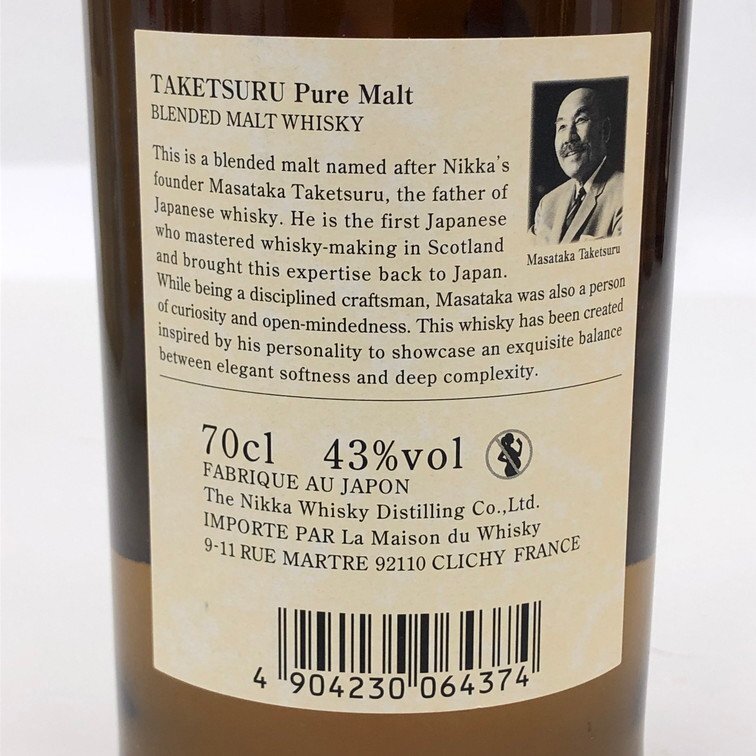 TAKETSURU Pure Malt
BLENDED MALT WHISKY
This is a blended malt named after Nikka's
founder Masataka Taketsuru, the father of
Japanese whisky. He is the first Japanese
who mastered whisky-making in Scotland
and brought this expertise back to Japan.
Masataka Taketsuru
While being a disciplined craftsman, Masataka was also a person
of curiosity and open-mindedness. This whisky has been created
inspired by his personality to showcase an exquisite balance
between elegant softness and deep complexity.
70cl 43%vol
FABRIQUE AU JAPON
The Nikka Whisky Distilling Co.,Ltd.
IMPORTE PAR La Maison du Whisky
9-11 RUE MARTRE 92110 CLICHY FRANCE
4 904230 064374